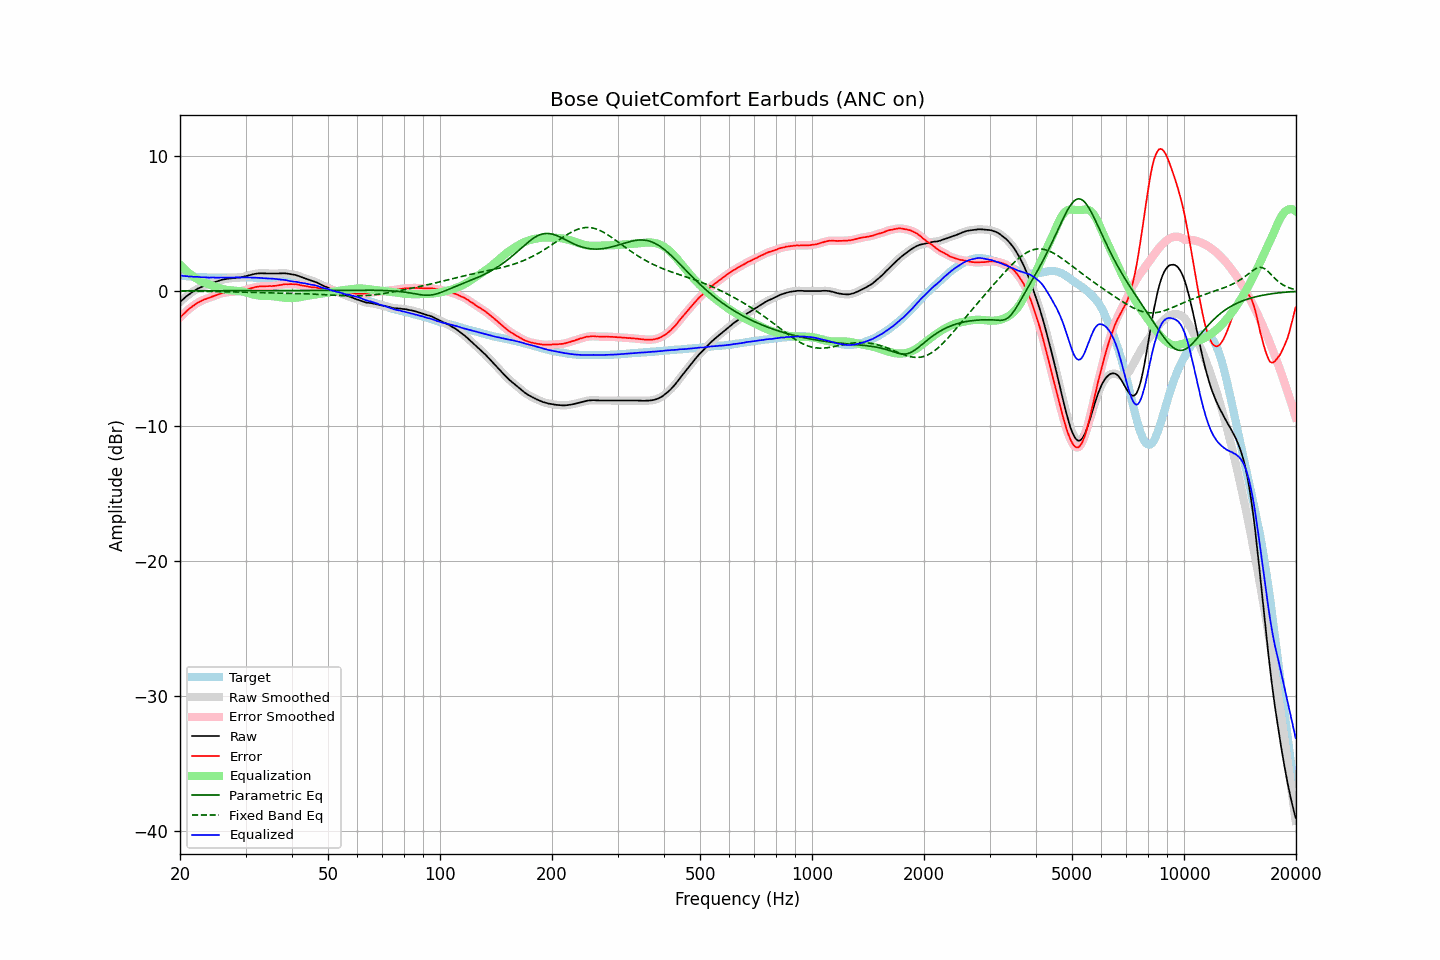 Bose QuietComfort Earbuds (ANC on)
Amplitude (dBr)
10
0
−10
−20
−30
−40
Target
Raw Smoothed
Error Smoothed
Raw
Error
Equalization
Parametric Eq
Fixed Band Eq
Equalized
20 50 100 200 500 1000 2000 5000 10000 20000
Frequency (Hz)